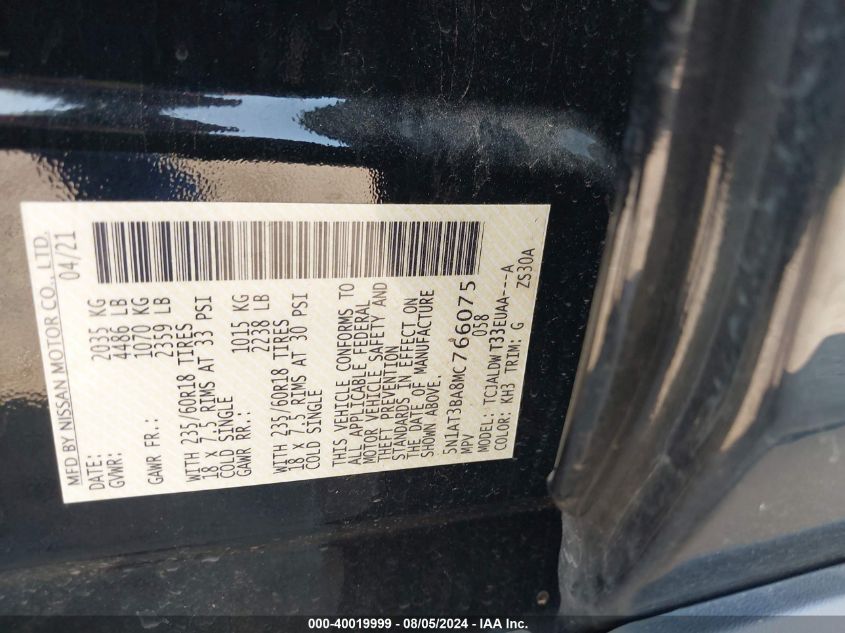 MFD BY NISSAN MOTOR CO., LTD.
DATE: 04/21
GVWR: 2035 KG
4486 LB
GAWR FR.: 1070 KG
2359 LB
WITH 235/60R18 TIRES
18 X 7.5 RIMS AT 33 PSI
COLD SINGLE
GAWR RR.: 1015 KG
2238 LB
WITH 235/60R18 TIRES
18 X 7.5 RIMS AT 30 PSI
COLD SINGLE
THIS VEHICLE CONFORMS TO
ALL APPLICABLE FEDERAL
MOTOR VEHICLE SAFETY AND
THEFT PREVENTION
STANDARDS IN EFFECT ON
THE DATE OF MANUFACTURE
SHOWN ABOVE.
5N1AT3BA8MC766075
MPV 058
MODEL: TCJALDW T33EUAA---A
COLOR: KH3 TRIM: G ZS30A
000-40019999 - 08/05/2024 - IAA Inc.